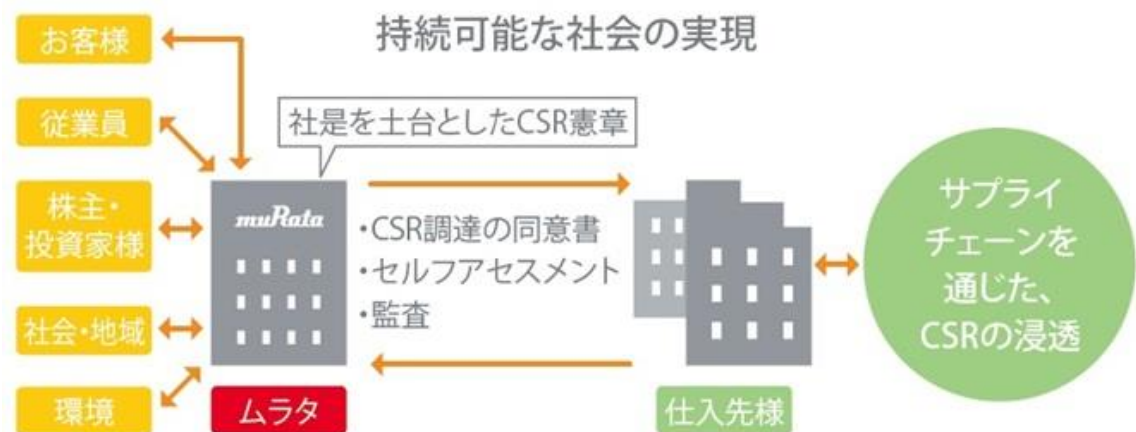 持続可能な社会の実現
お客様
従業員
株主・
投資家様
社会・地域
環境
社是を土台としたCSR憲章
muRata
ムラタ
・CSR調達の同意書
・セルフアセスメント
・監査
仕入先様
サプライ
チェーンを
通じた、
CSRの浸透